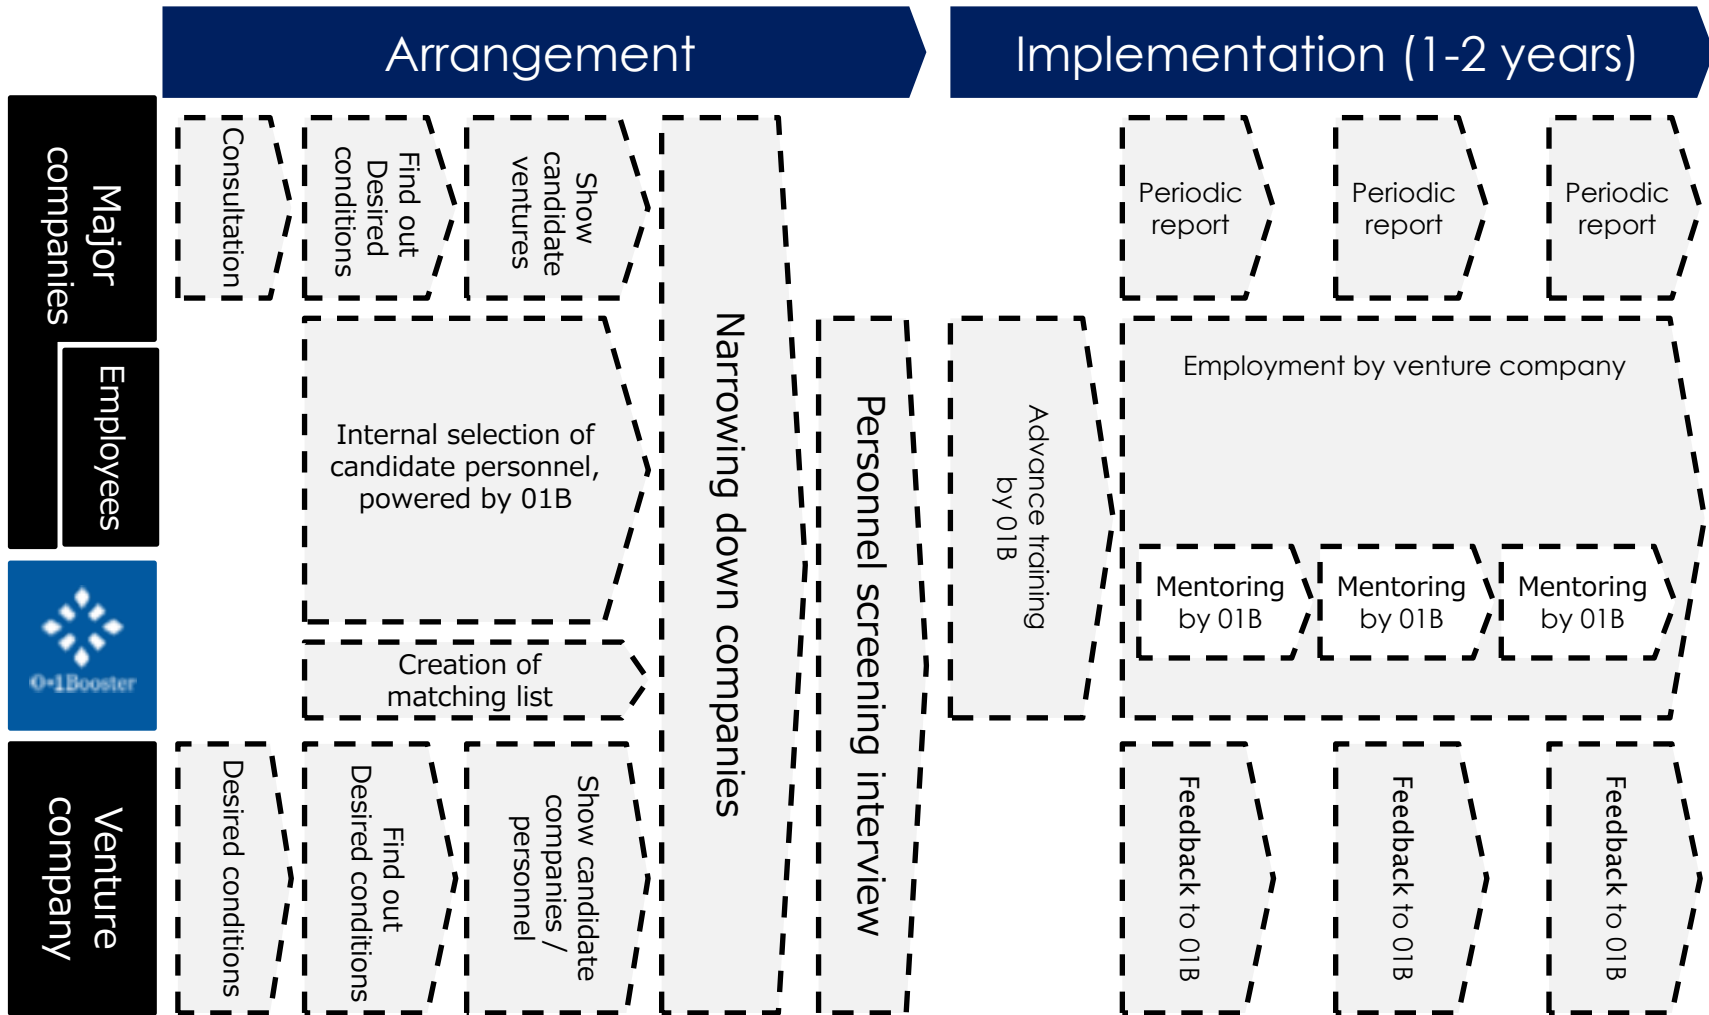 Arrangement
Implementation (1-2 years)
Major
companies
Consultation
Find out
Desired
conditions
Show
candidate
ventures
Periodic
report
Periodic
report
Periodic
report
Employees
Internal selection of
candidate personnel,
powered by 01B
Narrowing down companies
Personnel screening interview
Advance training
by 01B
Employment by venture company
Mentoring
by 01B
Mentoring
by 01B
Mentoring
by 01B
0→1Booster
Creation of
matching list
Venture
company
Desired conditions
Find out
Desired conditions
Show candidate
companies /
personnel
Feedback to 01B
Feedback to 01B
Feedback to 01B